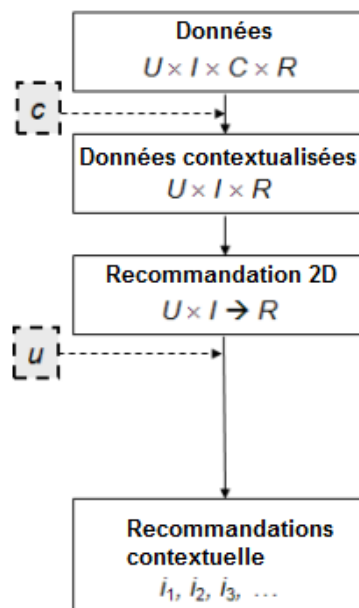 Données
U × I × C × R
c
Données contextualisées
U × I × R
Recommandation 2D
U × I → R
u
Recommandations
contextuelle
i₁, i₂, i₃, ...